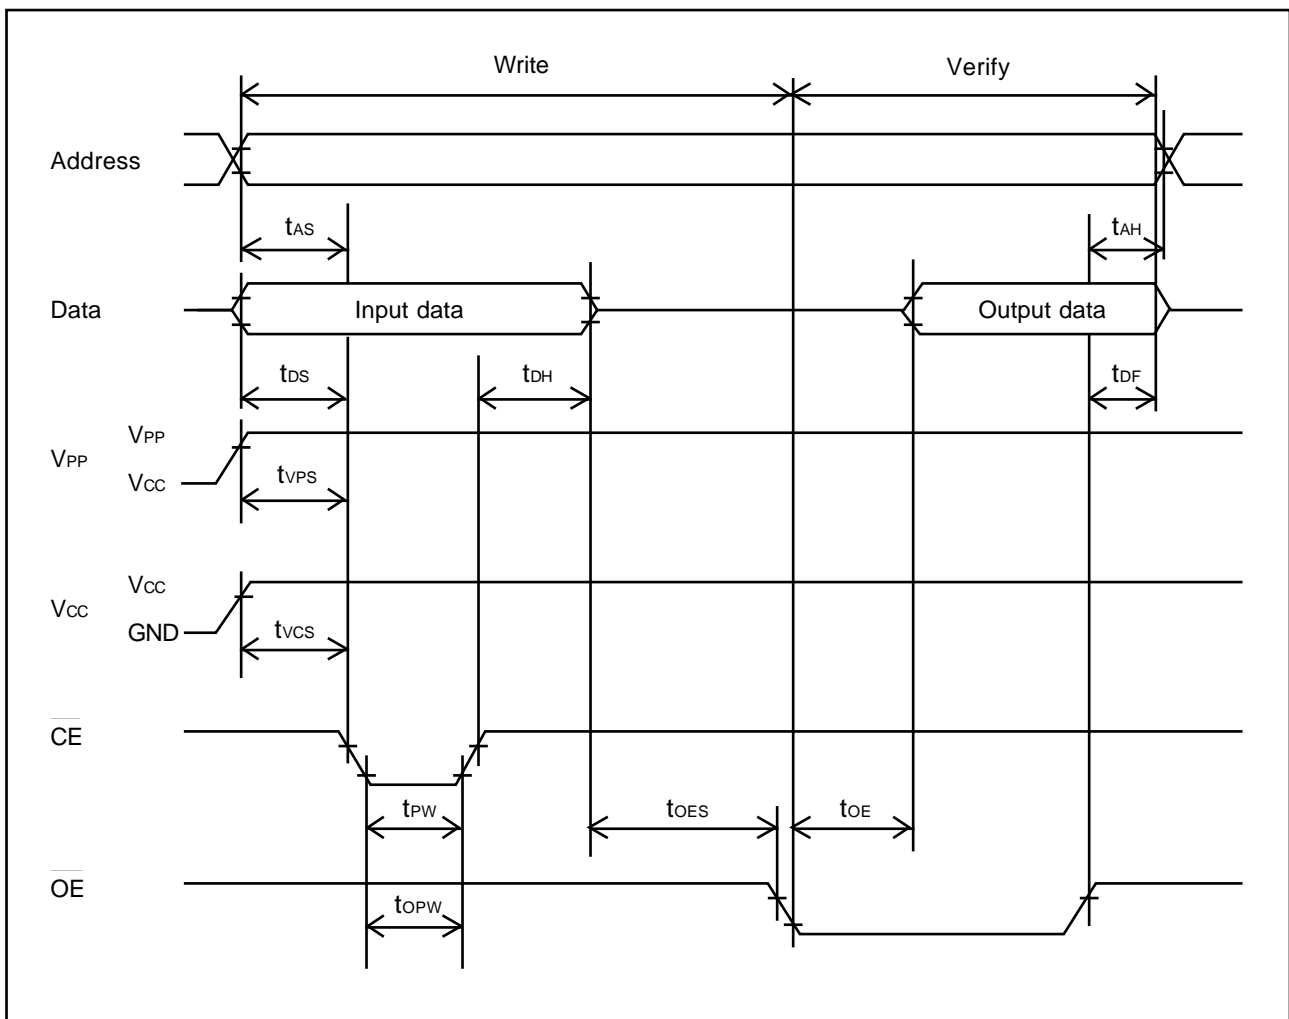 Write
Verify
Address
tAS
tAH
Data
Input data
Output data
tDS
tDH
tDF
VPP
VPP
VCC
tVPS
VCC
VCC
GND
tVCS
CE
tPW
tOES
tOE
OE
tOPW